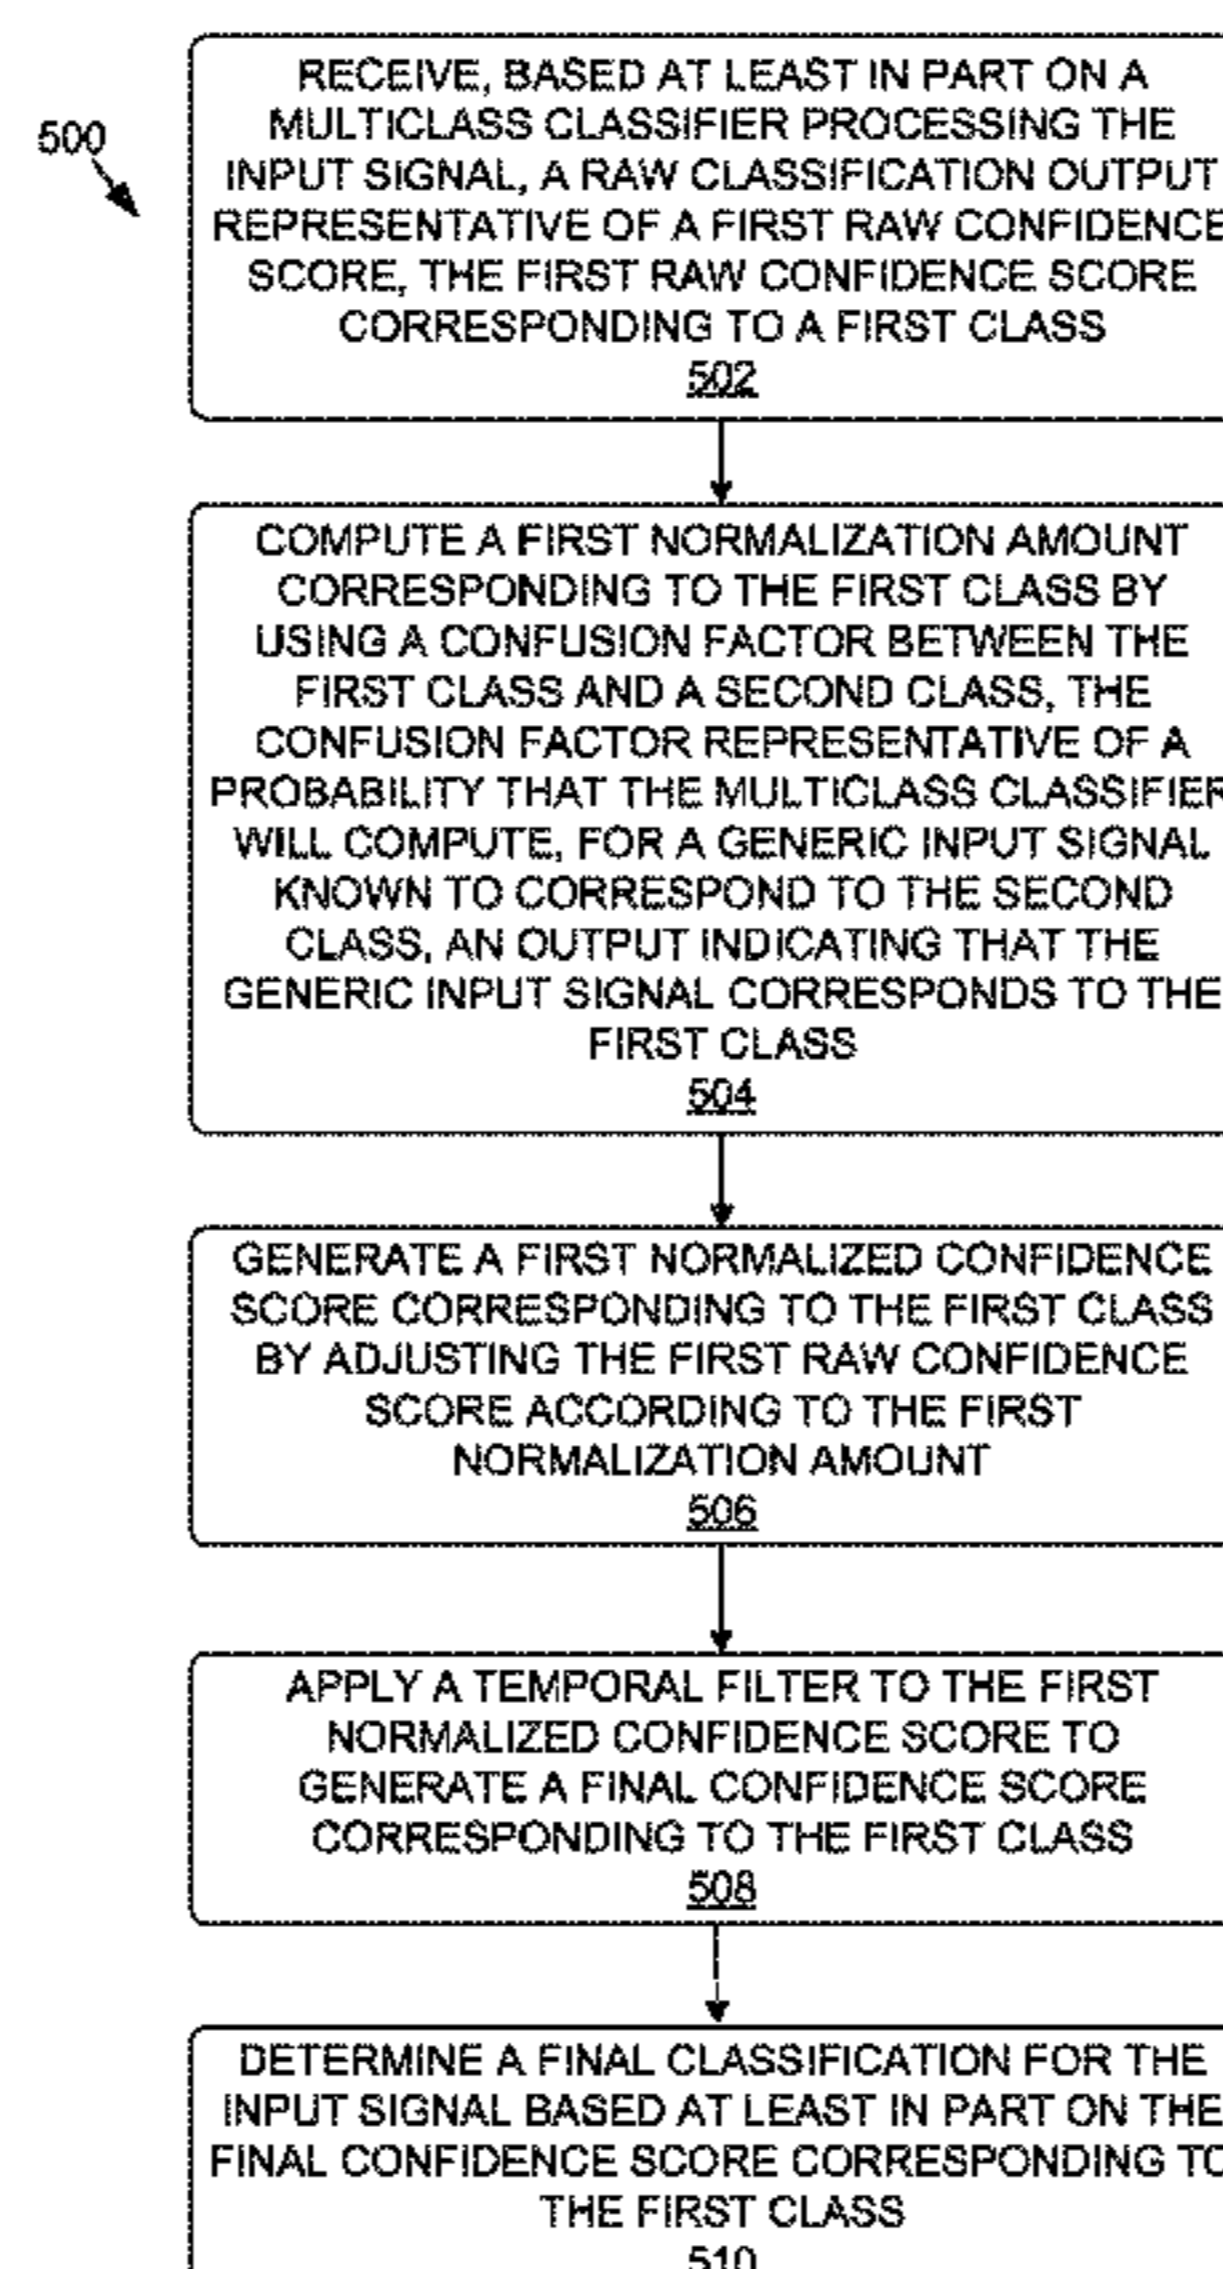 500
RECEIVE, BASED AT LEAST IN PART ON A
MULTICLASS CLASSIFIER PROCESSING THE
INPUT SIGNAL, A RAW CLASSIFICATION OUTPUT
REPRESENTATIVE OF A FIRST RAW CONFIDENCE
SCORE, THE FIRST RAW CONFIDENCE SCORE
CORRESPONDING TO A FIRST CLASS
502
COMPUTE A FIRST NORMALIZATION AMOUNT
CORRESPONDING TO THE FIRST CLASS BY
USING A CONFUSION FACTOR BETWEEN THE
FIRST CLASS AND A SECOND CLASS, THE
CONFUSION FACTOR REPRESENTATIVE OF A
PROBABILITY THAT THE MULTICLASS CLASSIFIER
WILL COMPUTE, FOR A GENERIC INPUT SIGNAL
KNOWN TO CORRESPOND TO THE SECOND
CLASS, AN OUTPUT INDICATING THAT THE
GENERIC INPUT SIGNAL CORRESPONDS TO THE
FIRST CLASS
504
GENERATE A FIRST NORMALIZED CONFIDENCE
SCORE CORRESPONDING TO THE FIRST CLASS
BY ADJUSTING THE FIRST RAW CONFIDENCE
SCORE ACCORDING TO THE FIRST
NORMALIZATION AMOUNT
506
APPLY A TEMPORAL FILTER TO THE FIRST
NORMALIZED CONFIDENCE SCORE TO
GENERATE A FINAL CONFIDENCE SCORE
CORRESPONDING TO THE FIRST CLASS
508
DETERMINE A FINAL CLASSIFICATION FOR THE
INPUT SIGNAL BASED AT LEAST IN PART ON THE
FINAL CONFIDENCE SCORE CORRESPONDING TO
THE FIRST CLASS
510